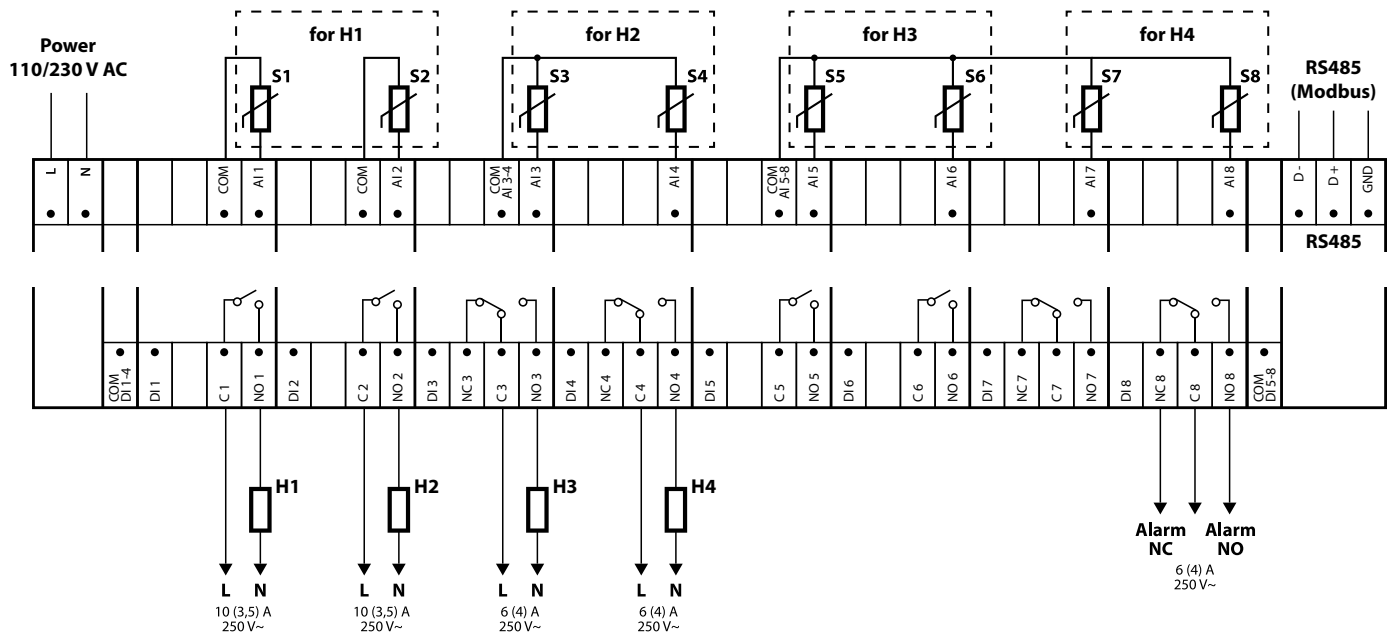 Power
110/230 V AC
for H1
for H2
for H3
for H4
S1
S2
S3
S4
S5
S6
S7
S8
RS485
(Modbus)
L
N
COM
AI 1
COM
AI 2
COM
AI 3-4
AI 3
AI 4
COM
AI 5-8
AI 5
AI 6
AI 7
AI 8
D -
D +
GND
RS485
COM
DI 1-4
DI 1
C 1
NO 1
DI 2
C 2
NO 2
DI 3
NC 3
C 3
NO 3
DI 4
NC 4
C 4
NO 4
DI 5
C 5
NO 5
DI 6
C 6
NO 6
DI 7
NC 7
C 7
NO 7
DI 8
NC 8
C 8
NO 8
COM
DI 5-8
H1
H2
H3
H4
L N
10 (3,5) A
250 V~
L N
10 (3,5) A
250 V~
L N
6 (4) A
250 V~
L N
6 (4) A
250 V~
Alarm
NC
Alarm
NO
6 (4) A
250 V~